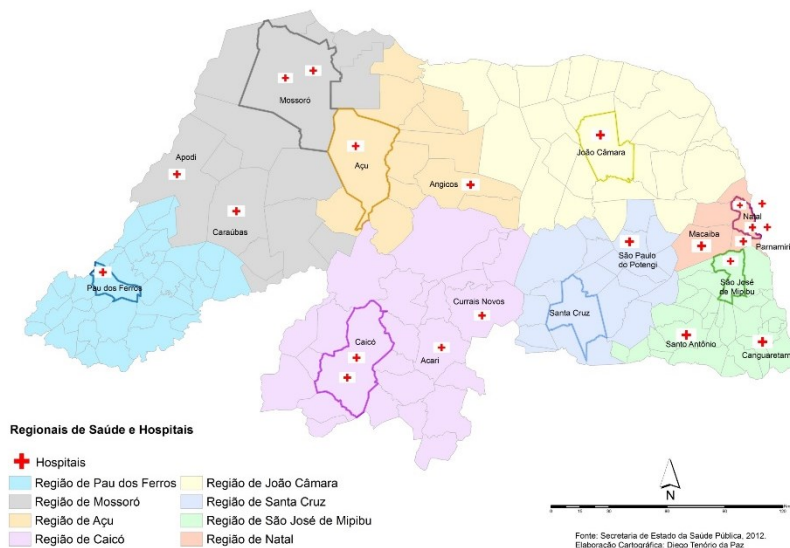 Mossoró
Apodi
Açu
Angicos
João Câmara
Caraúbas
Natal
Macaíba
Parnamiri
São Paulo
do Potengi
Pau dos Ferros
São José
de Mipibu
Currais Novos
Santa Cruz
Caicó
Acari
Santo Antônio
Canguaretam
Regionais de Saúde e Hospitais
Hospitais
Região de Pau dos Ferros
Região de Mossoró
Região de Açu
Região de Caicó
Região de João Câmara
Região de Santa Cruz
Região de São José de Mipibu
Região de Natal
N
Fonte: Secretaria de Estado da Saúde Pública, 2012.
Elaboração Cartográfica: Diego Tenório da Paz